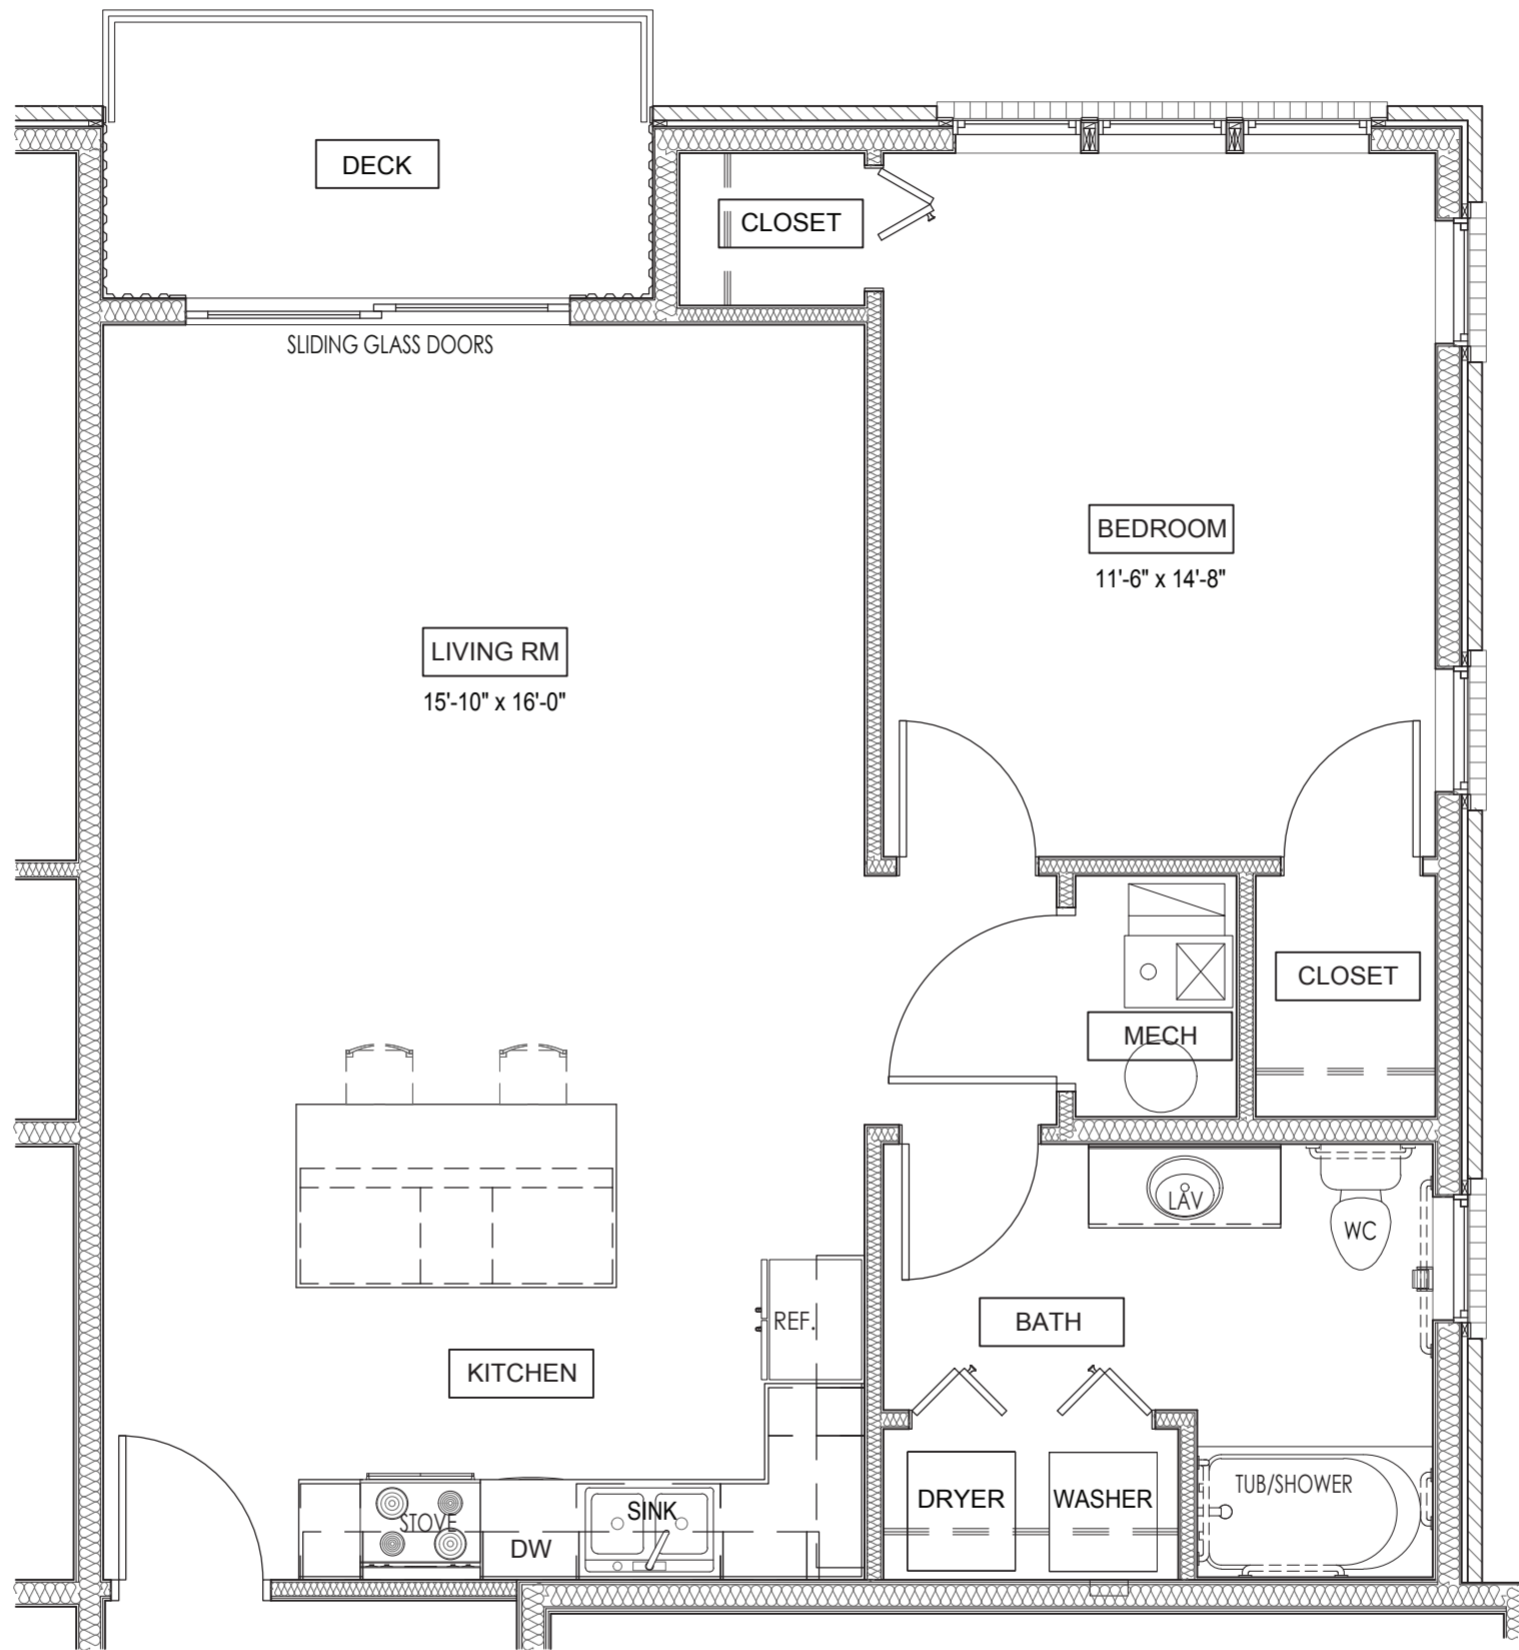 DECK
CLOSET
SLIDING GLASS DOORS
BEDROOM
11'-6" x 14'-8"
LIVING RM
15'-10" x 16'-0"
CLOSET
MECH
LAV
WC
BATH
REF.
KITCHEN
TUB/SHOWER
DRYER
WASHER
SINK
STOVE
DW